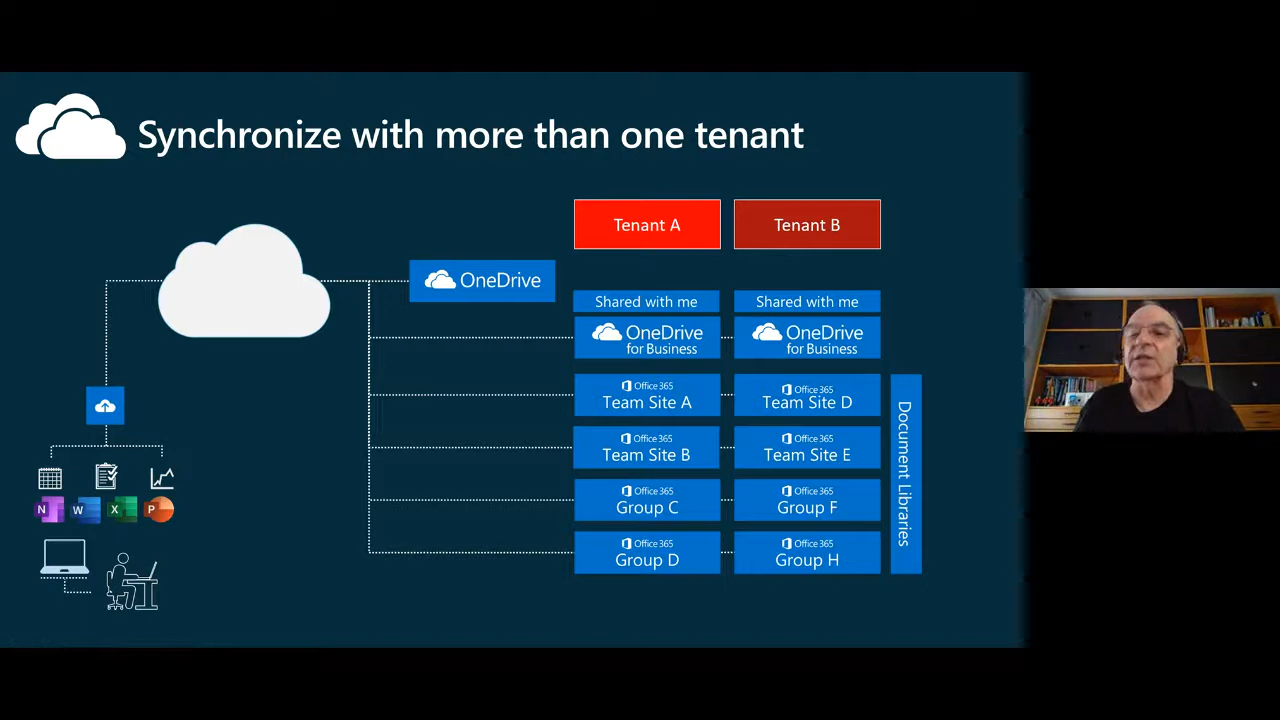 Synchronize with more than one tenant
Tenant A
Tenant B
OneDrive
Shared with me
Shared with me
OneDrive
for Business
OneDrive
for Business
Office 365
Team Site A
Office 365
Team Site D
Office 365
Team Site B
Office 365
Team Site E
Office 365
Group C
Office 365
Group F
Office 365
Group D
Office 365
Group H
Document Libraries
N
W
X
P